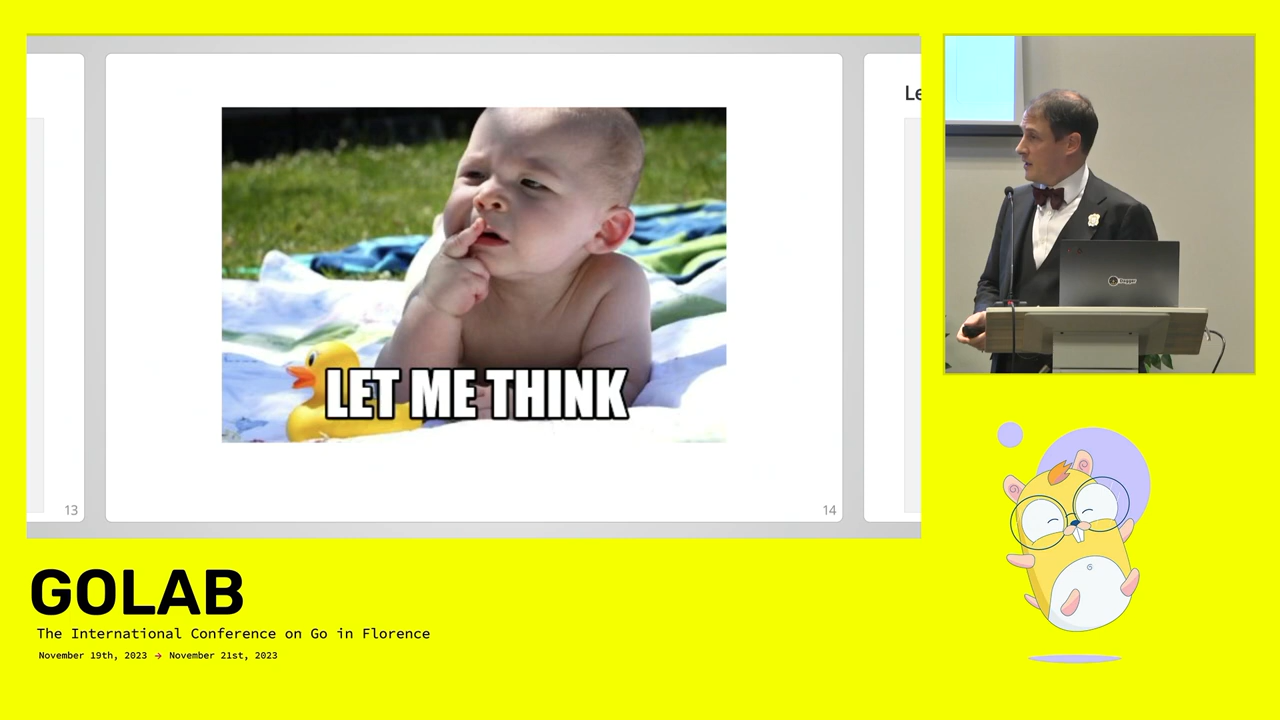 Le
LET ME THINK
13
14
Dagger
GOLAB
The International Conference on Go in Florence
November 19th, 2023 → November 21st, 2023